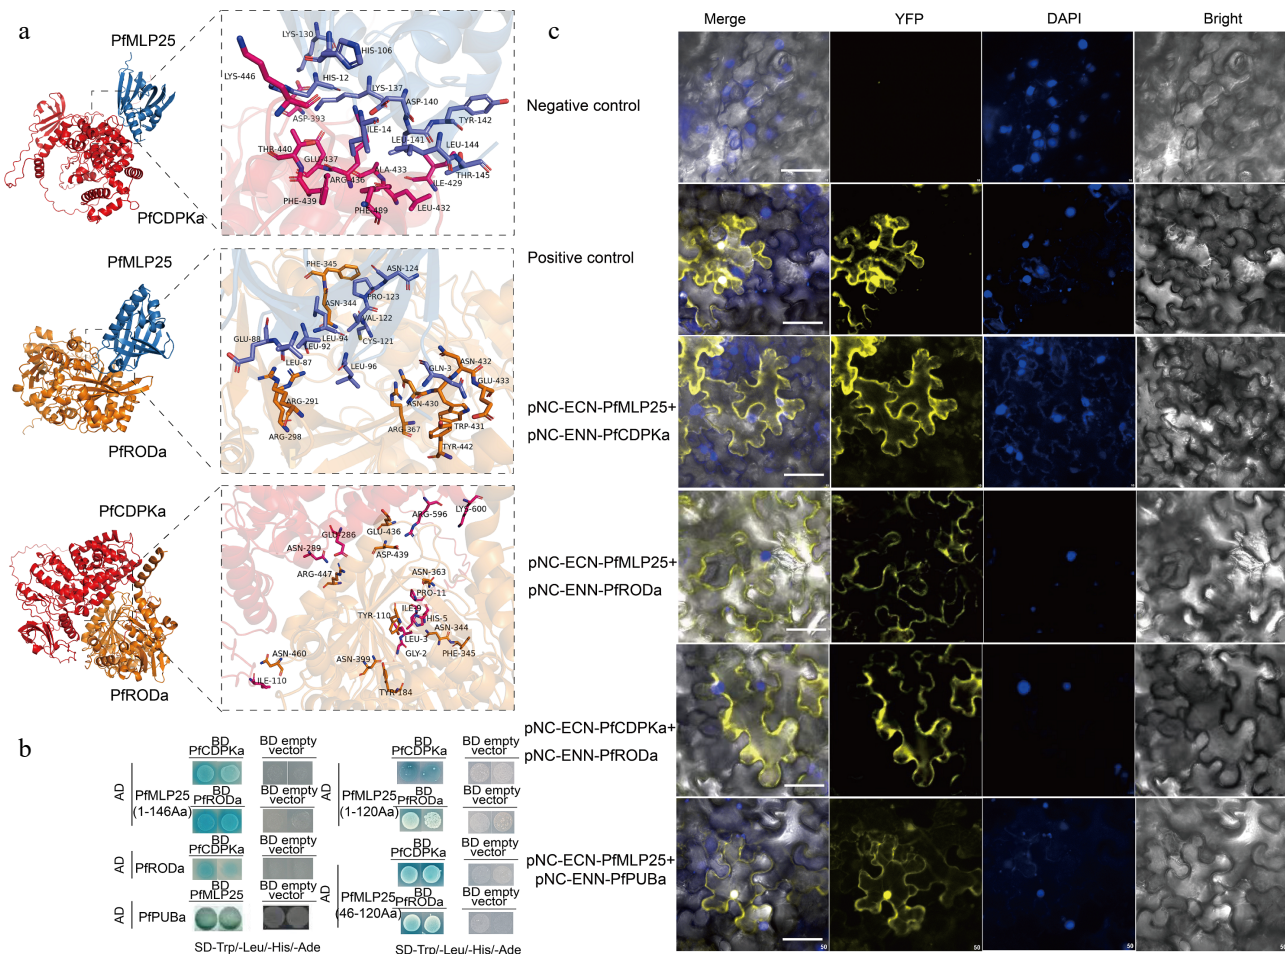 a
PfMLP25
PfCDPKa
LYS-130
HIS-106
LYS-446
HIS-12
LYS-137
ASP-140
ASP-393
TYR-142
ILE-14
LEU-141
LEU-144
THR-440
GLU-437
ALA-433
THR-145
ARG-436
ILE-429
PHE-439
PHE-489
LEU-432
PfMLP25
PfRODa
PHE-345
ASN-124
PRO-123
ASN-344
VAL-122
GLU-88
LEU-94
CYS-121
LEU-92
LEU-87
LEU-96
GLN-3
ASN-432
GLU-433
ARG-291
ASN-430
ARG-298
ARG-367
TRP-431
TYR-442
PfCDPKa
PfRODa
ARG-596
LYS-600
GLU-286
GLU-436
ASN-289
ASP-439
ARG-447
ASN-363
PRO-11
ILE-9
TYR-110
HIS-5
ASN-344
LEU-3
GLY-2
PHE-345
ASN-460
ASN-399
ILE-110
TYR-184
b
BD
PfCDPKa
BD empty
vector
BD
PfCDPKa
BD empty
vector
AD
PfMLP25
(1-146Aa)
BD
PfRODa
BD empty
vector
AD
PfMLP25
(1-120Aa)
BD
PfRODa
BD empty
vector
AD
PfRODa
BD
PfCDPKa
BD empty
vector
BD
PfCDPKa
BD empty
vector
AD
PfPUBa
BD
PfMLP25
BD empty
vector
AD
PfMLP25
(46-120Aa)
BD
PfRODa
BD empty
vector
SD-Trp/-Leu/-His/-Ade
SD-Trp/-Leu/-His/-Ade
c
Merge
YFP
DAPI
Bright
Negative control
Positive control
pNC-ECN-PfMLP25+
pNC-ENN-PfCDPKa
pNC-ECN-PfMLP25+
pNC-ENN-PfRODa
pNC-ECN-PfCDPKa+
pNC-ENN-PfRODa
pNC-ECN-PfMLP25+
pNC-ENN-PfPUBa
50
50
50